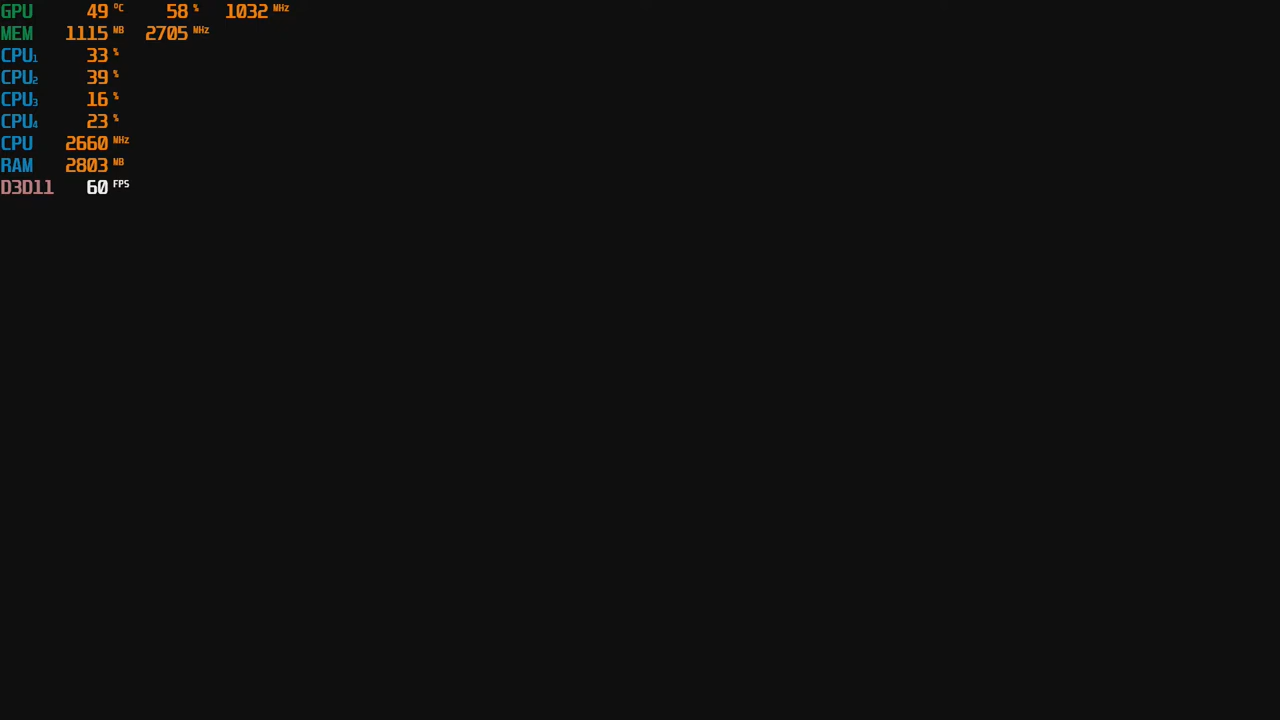 GPU 49 °C 58 % 1032 MHz
MEM 1115 MB 2705 MHz
CPU1 33 %
CPU2 39 %
CPU3 16 %
CPU4 23 %
CPU 2660 MHz
RAM 2803 MB
D3D11 60 FPS